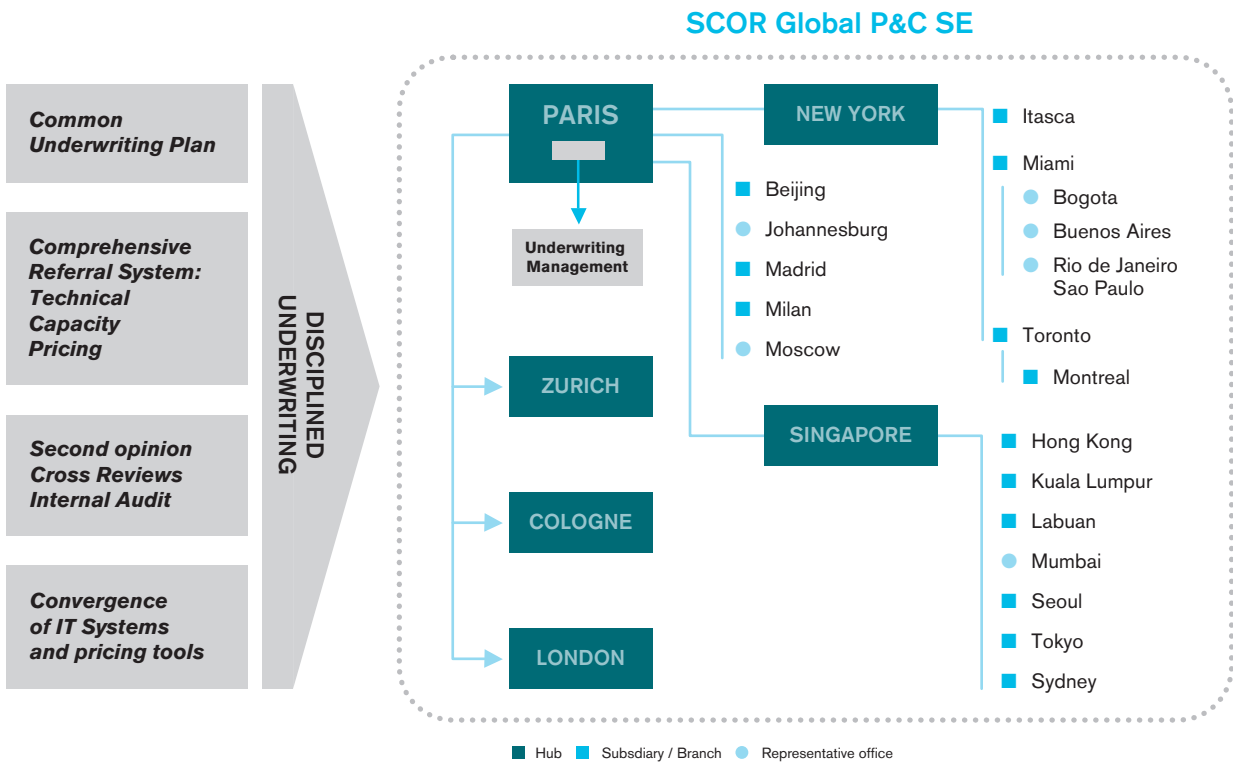 SCOR Global P&C SE
Common
Underwriting Plan
Comprehensive
Referral System:
Technical
Capacity
Pricing
Second opinion
Cross Reviews
Internal Audit
Convergence
of IT Systems
and pricing tools
DISCIPLINED
UNDERWRITING
PARIS
Underwriting
Management
ZURICH
COLOGNE
LONDON
Beijing
Johannesburg
Madrid
Milan
Moscow
NEW YORK
Itasca
Miami
Bogota
Buenos Aires
Rio de Janeiro
Sao Paulo
Toronto
Montreal
SINGAPORE
Hong Kong
Kuala Lumpur
Labuan
Mumbai
Seoul
Tokyo
Sydney
Hub
Subsdiary / Branch
Representative office